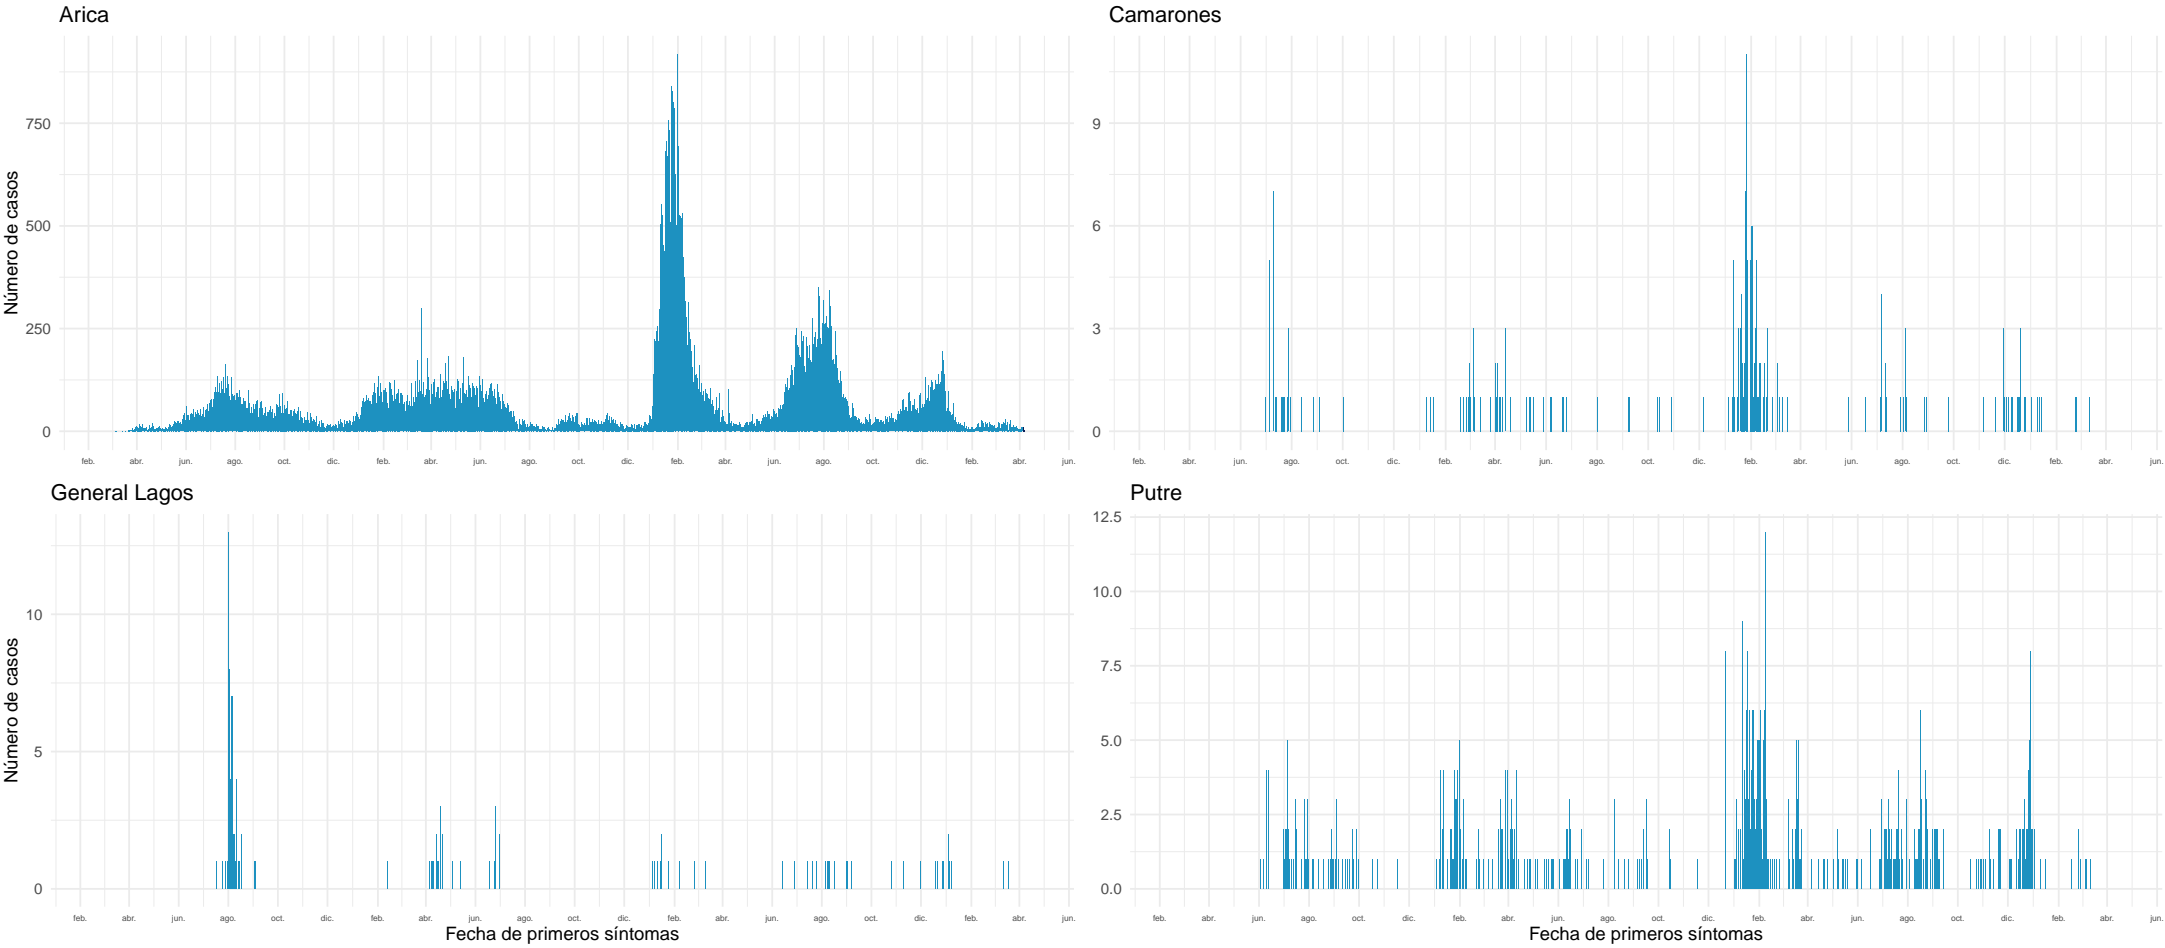 Arica
Camarones
Número de casos
750
500
250
0
9
6
3
0
feb. abr. jun. ago. oct. dic. feb. abr. jun. ago. oct. dic. feb. abr. jun. ago. oct. dic. feb. abr. jun.
feb. abr. jun. ago. oct. dic. feb. abr. jun. ago. oct. dic. feb. abr. jun. ago. oct. dic. feb. abr. jun.
General Lagos
Putre
Número de casos
10
5
0
12.5
10.0
7.5
5.0
2.5
0.0
feb. abr. jun. ago. oct. dic. feb. abr. jun. ago. oct. dic. feb. abr. jun. ago. oct. dic. feb. abr. jun.
feb. abr. jun. ago. oct. dic. feb. abr. jun. ago. oct. dic. feb. abr. jun. ago. oct. dic. feb. abr. jun.
Fecha de primeros síntomas
Fecha de primeros síntomas